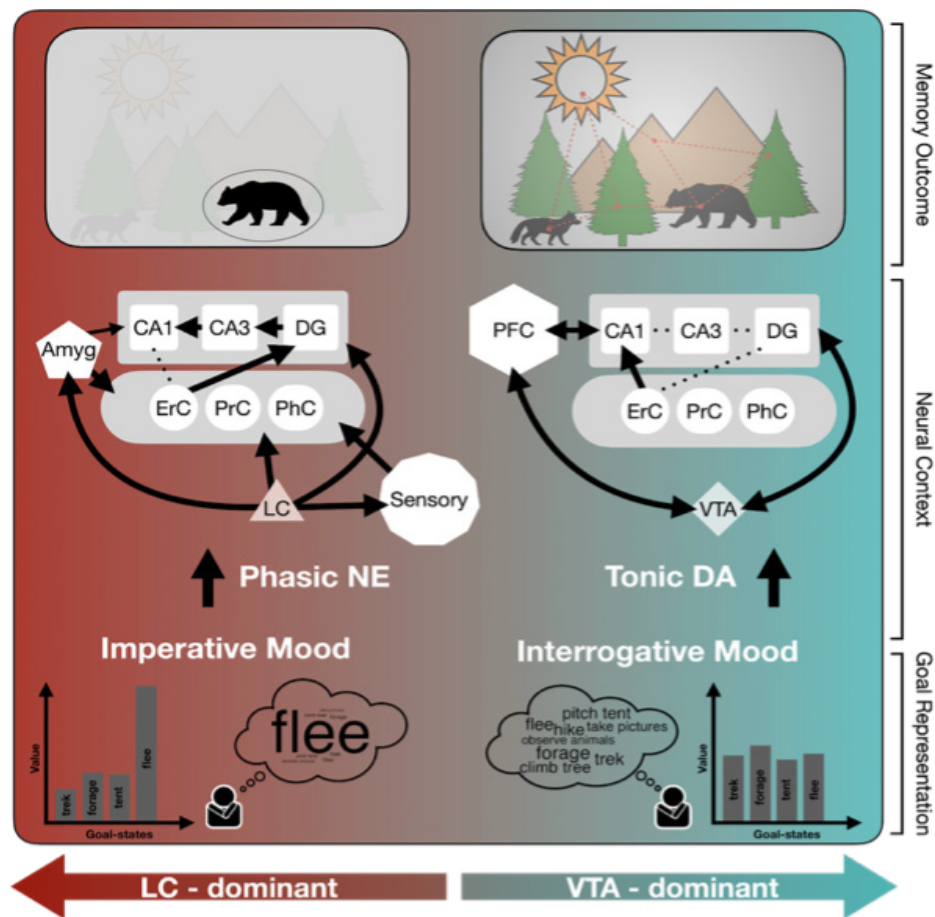 Memory Outcome
CA1 CA3 DG
Amyg
ErC PrC PhC
LC
Sensory
PFC
CA1 CA3 DG
ErC PrC PhC
VTA
Neural Context
Phasic NE
Tonic DA
Imperative Mood
Interrogative Mood
Value
trek
forage
tent
flee
Goal-states
flee
forage
pitch tent
flee hike take pictures
observe animals
forage trek
climb tree
Value
trek
forage
tent
flee
Goal-states
Goal Representation
LC - dominant
VTA - dominant